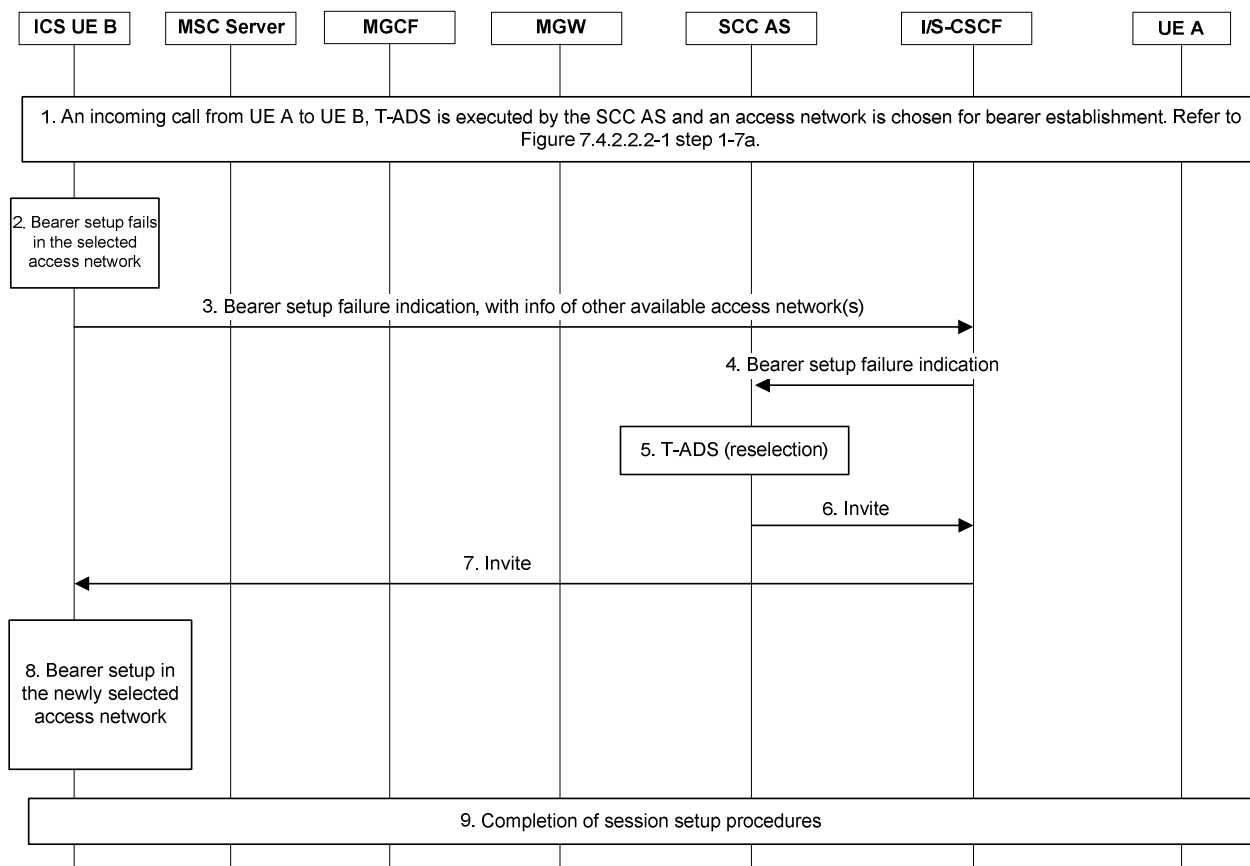 ICS UE B
MSC Server
MGCF
MGW
SCC AS
I/S-CSCF
UE A
1. An incoming call from UE A to UE B, T-ADS is executed by the SCC AS and an access network is chosen for bearer establishment. Refer to
Figure 7.4.2.2.2-1 step 1-7a.
2. Bearer setup fails
in the selected
access network
3. Bearer setup failure indication, with info of other available access network(s)
4. Bearer setup failure indication
5. T-ADS (reselection)
6. Invite
7. Invite
8. Bearer setup in
the newly selected
access network
9. Completion of session setup procedures